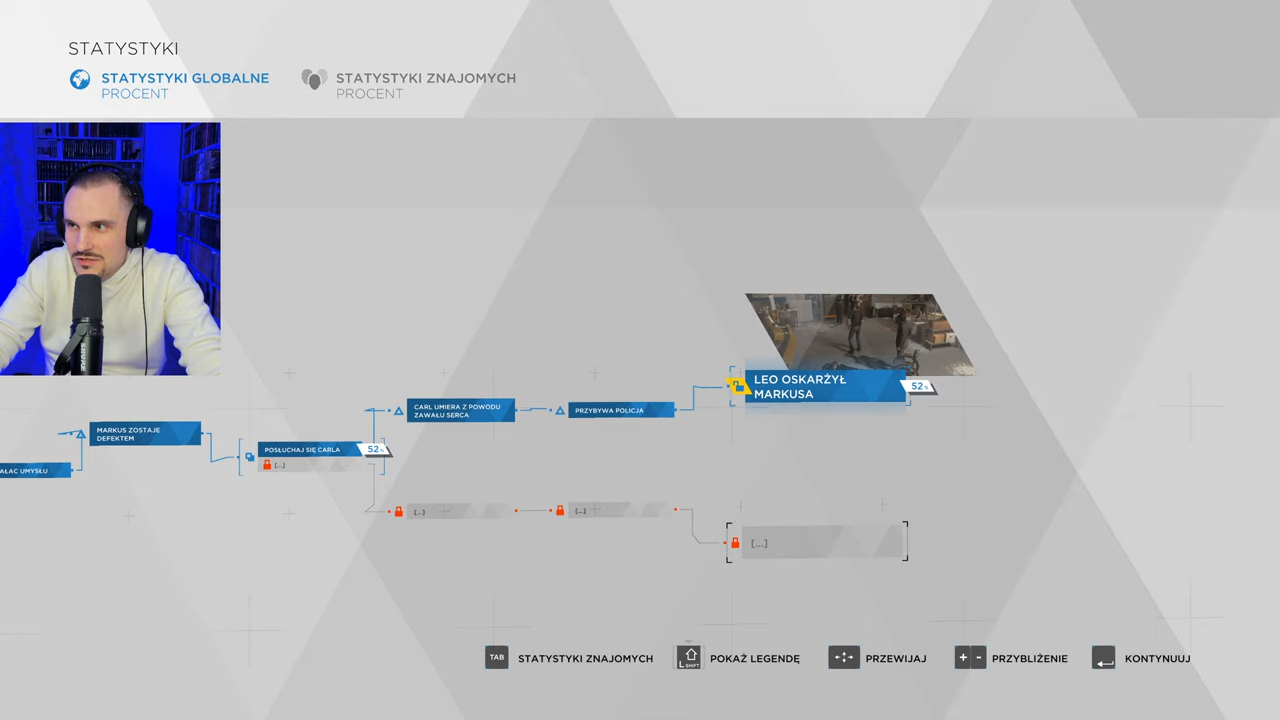 STATYSTYKI
STATYSTYKI GLOBALNE
PROCENT
STATYSTYKI ZNAJOMYCH
PROCENT
LEO OSKARŻYŁ
MARKUSA
52%
CARL UMIERA Z POWODU
ZAWAŁU SERCA
PRZYBYWA POLICJA
MARKUS ZOSTAJE
DEFEKTEM
POSŁUCHAJ SIĘ CARLA
52%
[...]
AŁAC UMYSŁU
[...]
[...]
[...]
TAB
STATYSTYKI ZNAJOMYCH
L SHIFT
POKAŻ LEGENDĘ
PRZEWIJAJ
+ -
PRZYBLIŻENIE
KONTYNUUJ